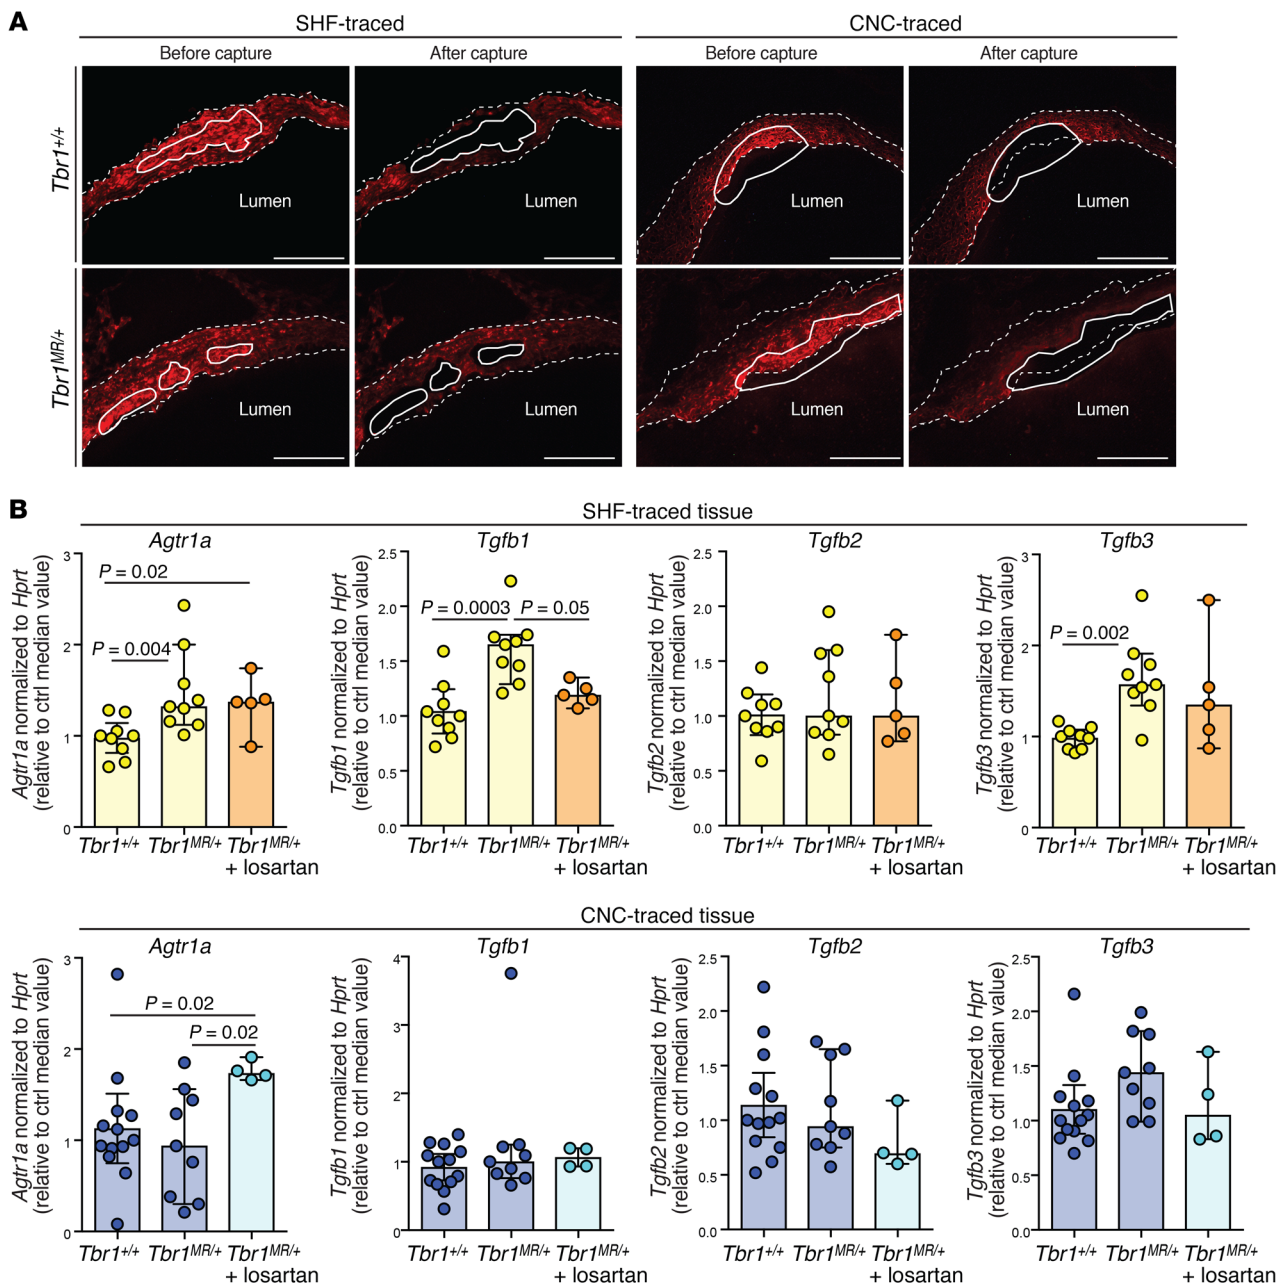 A
SHF-traced
CNC-traced
Before capture
After capture
Before capture
After capture
Tbr1+/+
Lumen
Lumen
Lumen
Lumen
Tbr1MR/+
Lumen
Lumen
Lumen
Lumen
B
SHF-traced tissue
Agtr1a
Agtr1a normalized to Hprt
(relative to ctrl median value)
3
2
1
0
P = 0.02
P = 0.004
Tbr1+/+
Tbr1MR/+
Tbr1MR/+
+ losartan
Tgfb1
Tgfb1 normalized to Hprt
(relative to ctrl median value)
2.5
2.0
1.5
1.0
0.5
0.0
P = 0.0003
P = 0.05
Tbr1+/+
Tbr1MR/+
Tbr1MR/+
+ losartan
Tgfb2
Tgfb2 normalized to Hprt
(relative to ctrl median value)
2.5
2.0
1.5
1.0
0.5
0.0
Tbr1+/+
Tbr1MR/+
Tbr1MR/+
+ losartan
Tgfb3
Tgfb3 normalized to Hprt
(relative to ctrl median value)
3
2
1
0
P = 0.002
Tbr1+/+
Tbr1MR/+
Tbr1MR/+
+ losartan
CNC-traced tissue
Agtr1a
Agtr1a normalized to Hprt
(relative to ctrl median value)
3
2
1
0
P = 0.02
P = 0.02
Tbr1+/+
Tbr1MR/+
Tbr1MR/+
+ losartan
Tgfb1
Tgfb1 normalized to Hprt
(relative to ctrl median value)
4
3
2
1
0
Tbr1+/+
Tbr1MR/+
Tbr1MR/+
+ losartan
Tgfb2
Tgfb2 normalized to Hprt
(relative to ctrl median value)
2.5
2.0
1.5
1.0
0.5
0.0
Tbr1+/+
Tbr1MR/+
Tbr1MR/+
+ losartan
Tgfb3
Tgfb3 normalized to Hprt
(relative to ctrl median value)
2.5
2.0
1.5
1.0
0.5
0.0
Tbr1+/+
Tbr1MR/+
Tbr1MR/+
+ losartan